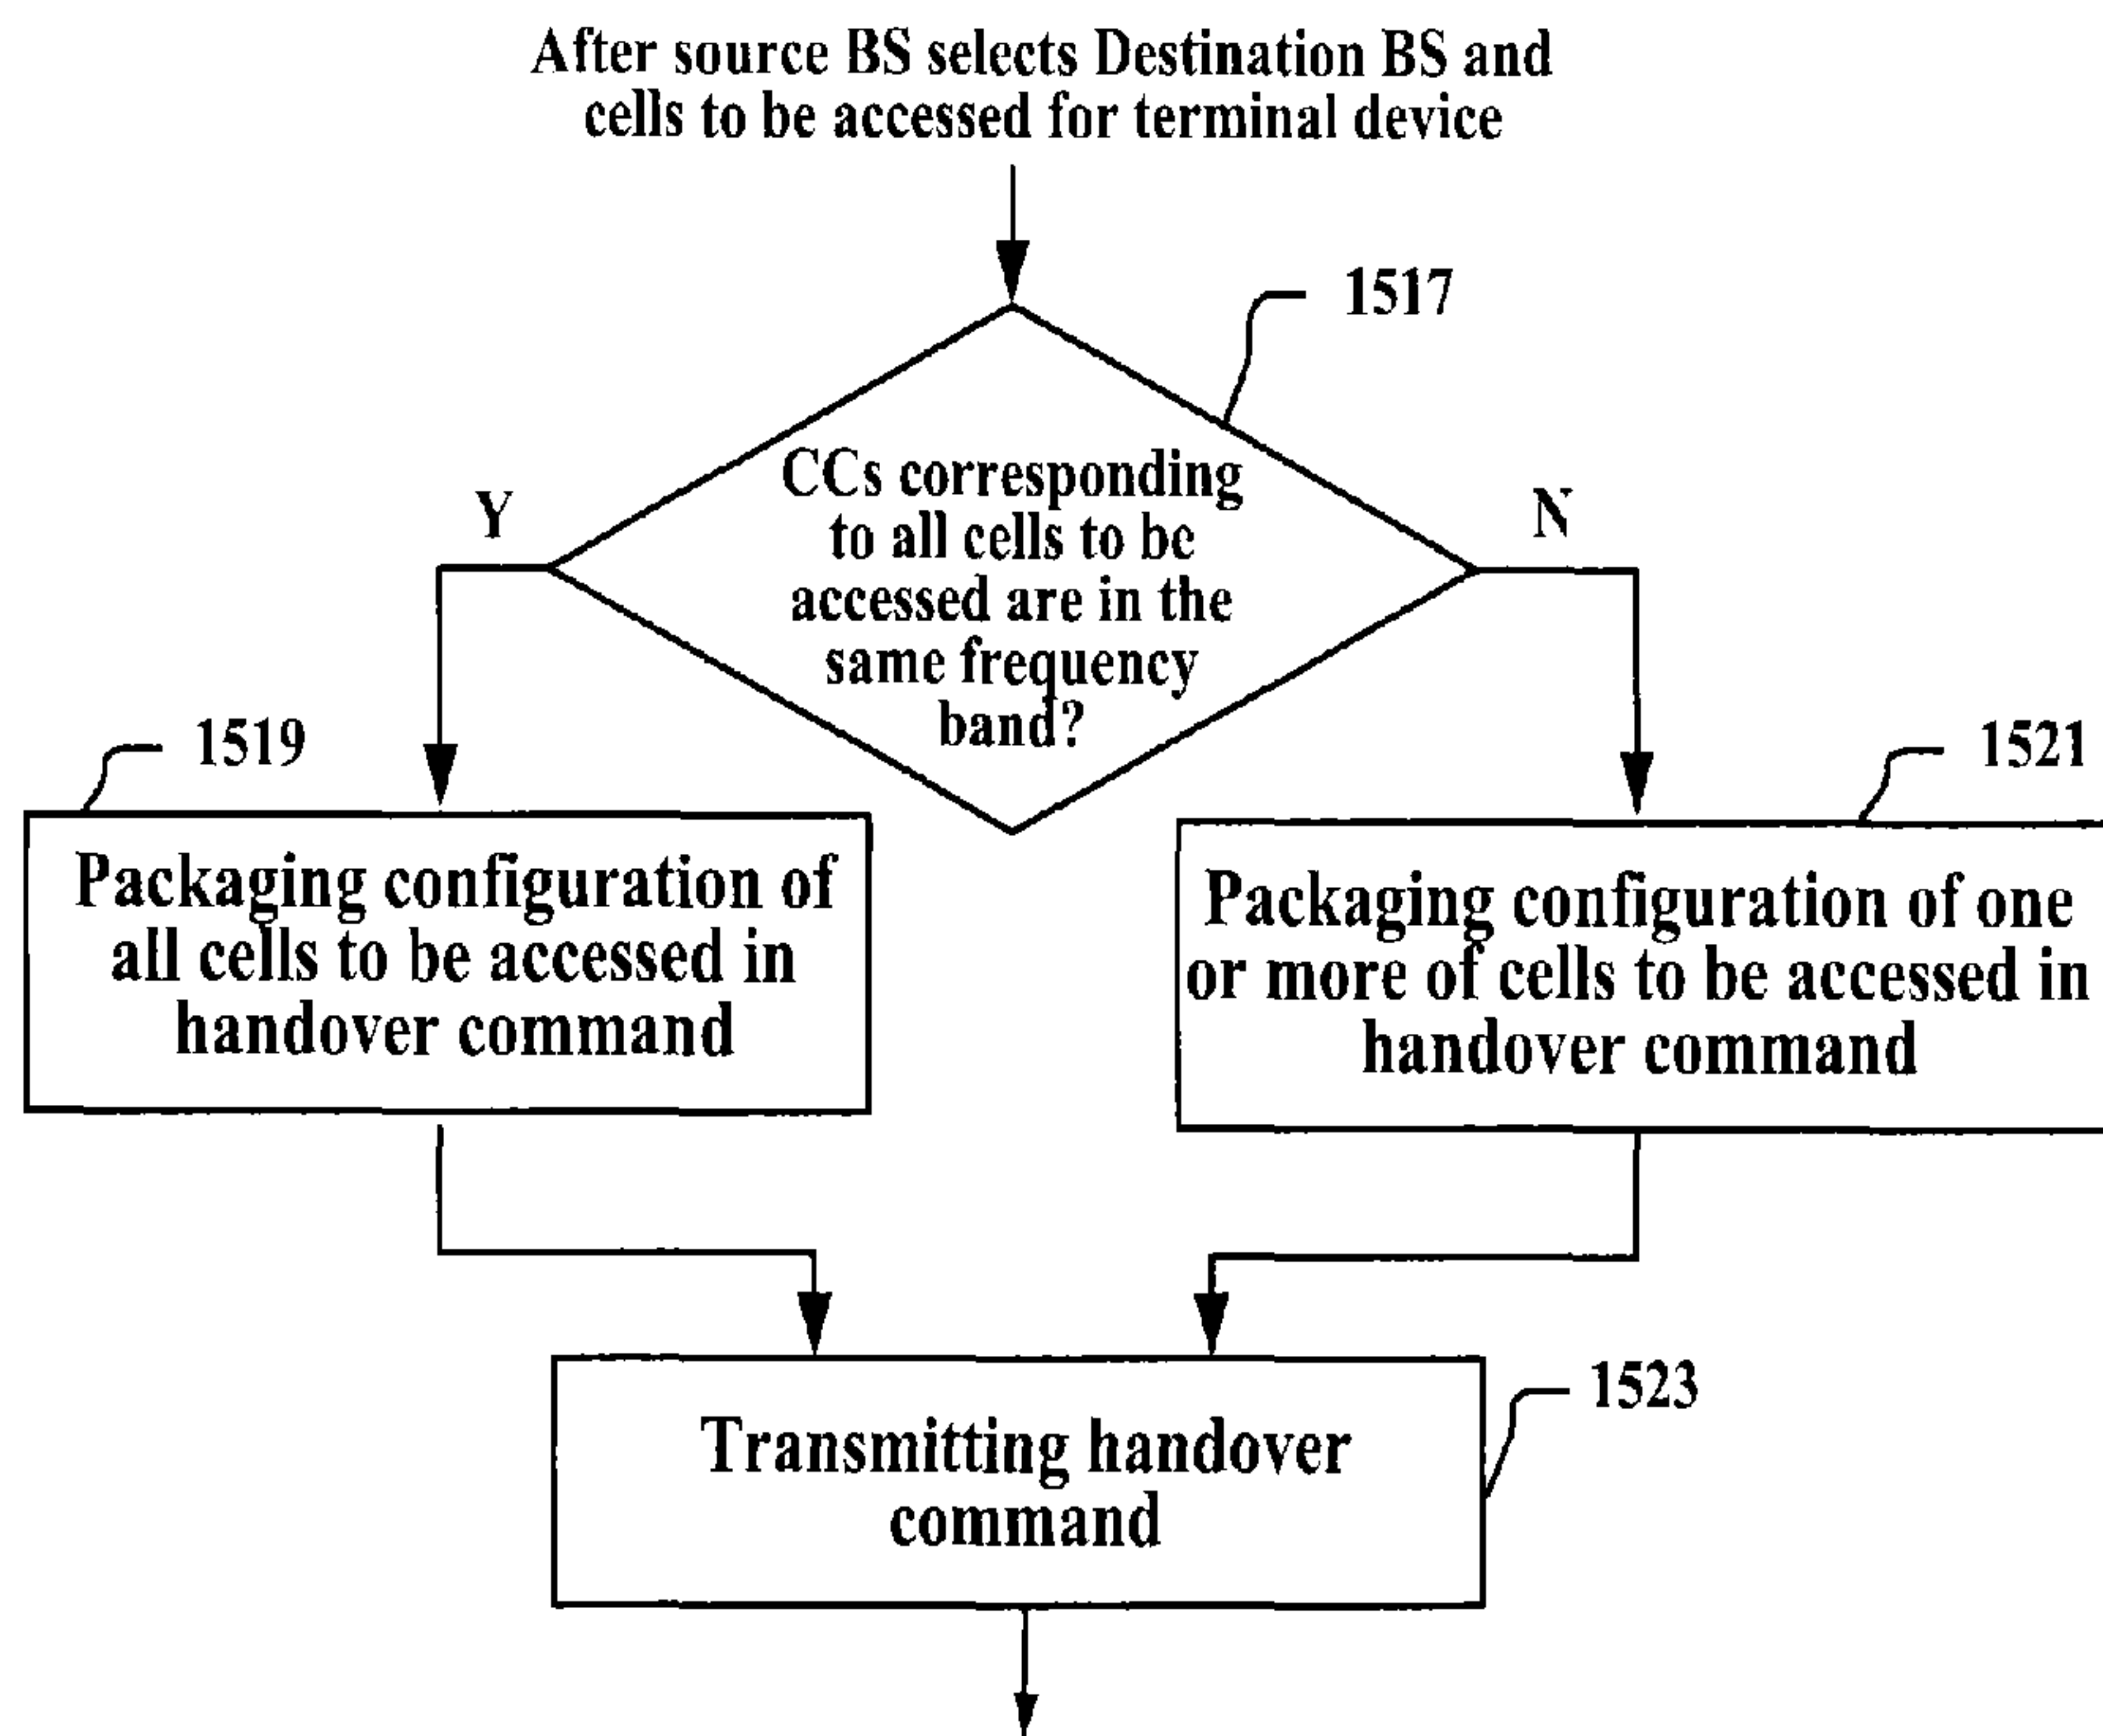 After source BS selects Destination BS and
cells to be accessed for terminal device
1517
CCs corresponding
to all cells to be
accessed are in the
same frequency
band?
Y
N
1519
1521
Packaging configuration of
all cells to be accessed in
handover command
Packaging configuration of one
or more of cells to be accessed in
handover command
Transmitting handover
command
1523